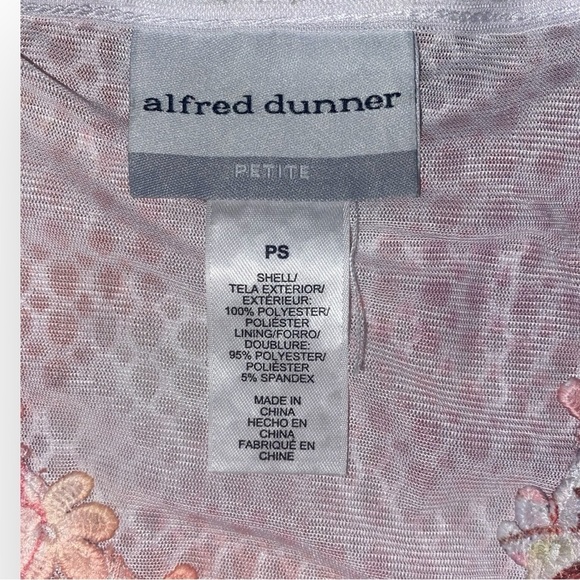 alfred dunner
PETITE
PS
SHELL/
TELA EXTERIOR/
EXTÉRIEUR:
100% POLYESTER/
POLIÉSTER
LINING/FORRO/
DOUBLURE:
95% POLYESTER/
POLIÉSTER
5% SPANDEX
MADE IN
CHINA
HECHO EN
CHINA
FABRIQUÉ EN
CHINE